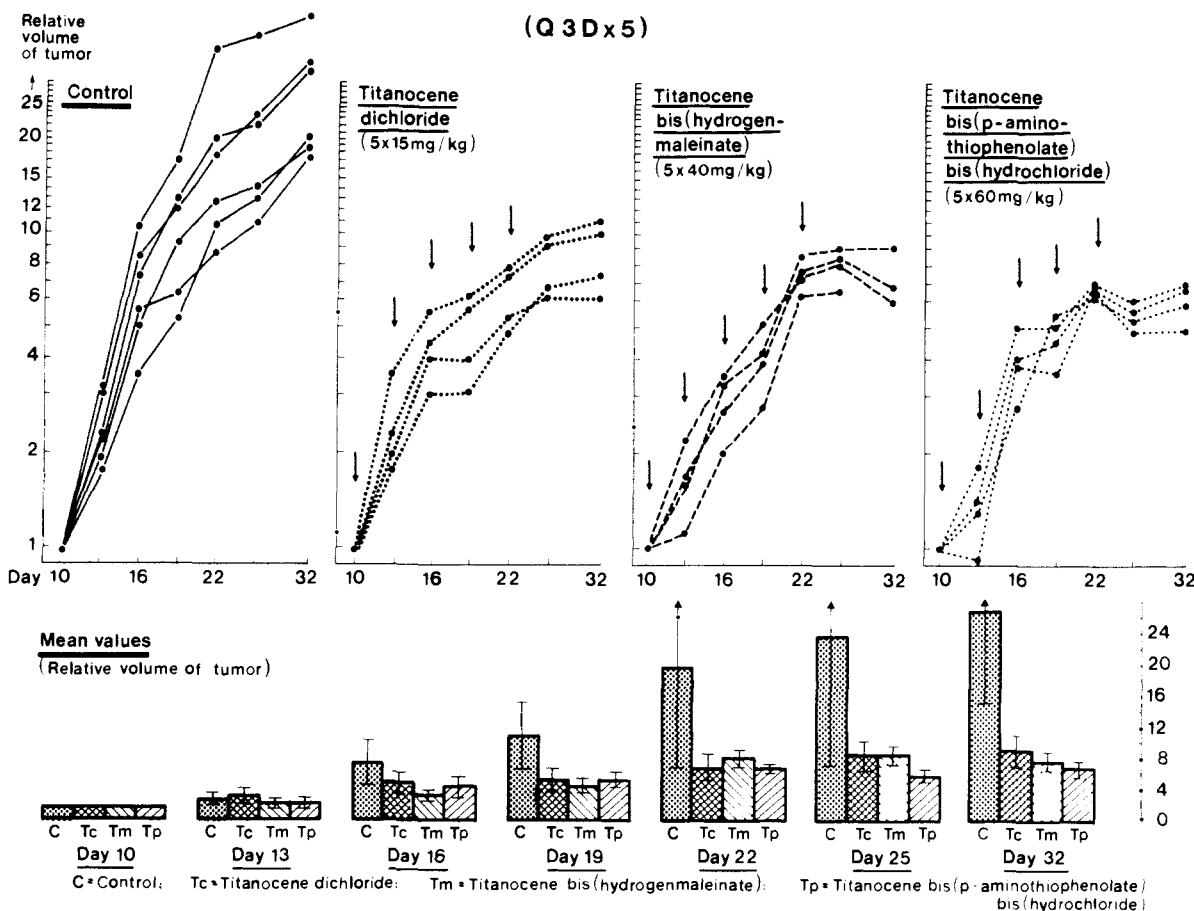 (Q3Dx5)
Relative
volume
of tumor
Control
25
20
15
12
10
8
6
4
2
1
Day 10 16 22 32
Titanocene
dichloride
(5x15mg/kg)
10 16 22 32
Titanocene
bis(hydrogen-
maleinate)
(5x40mg/kg)
10 16 22 32
Titanocene
bis(p-amino-
thiophenolate)
bis(hydrochloride)
(5x60mg/kg)
10 16 22 32
Mean values
(Relative volume of tumor)
24
20
16
12
8
4
0
C Tc Tm Tp
Day 10
C Tc Tm Tp
Day 13
C Tc Tm Tp
Day 16
C Tc Tm Tp
Day 19
C Tc Tm Tp
Day 22
C Tc Tm Tp
Day 25
C Tc Tm Tp
Day 32
C=Control; Tc=Titanocene dichloride; Tm=Titanocene bis(hydrogenmaleinate); Tp=Titanocene bis(p-aminothiophenolate)
bis(hydrochloride)